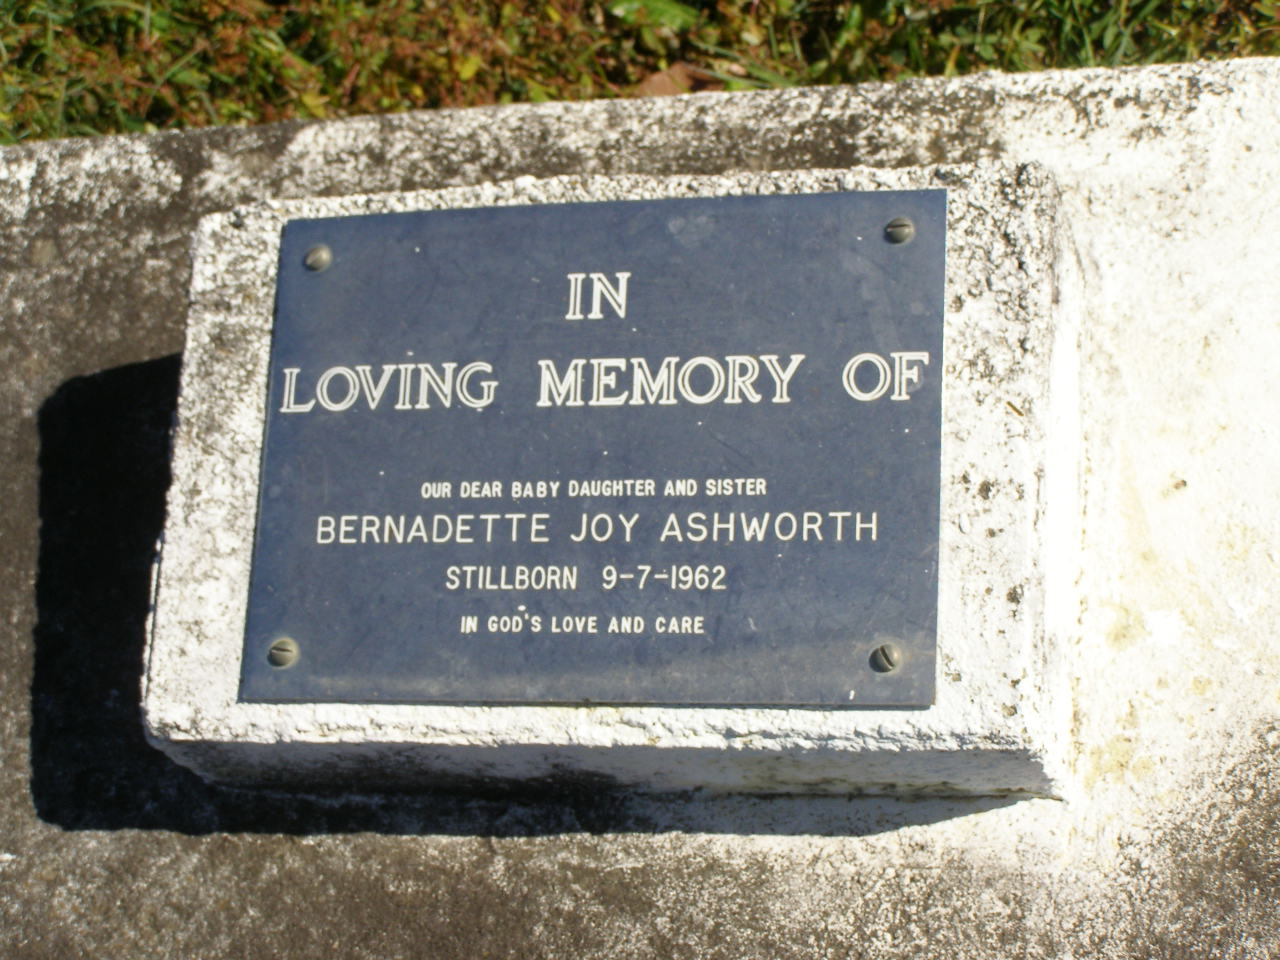 IN
LOVING MEMORY OF
OUR DEAR BABY DAUGHTER AND SISTER
BERNADETTE JOY ASHWORTH
STILLBORN 9-7-1962
IN GOD'S LOVE AND CARE